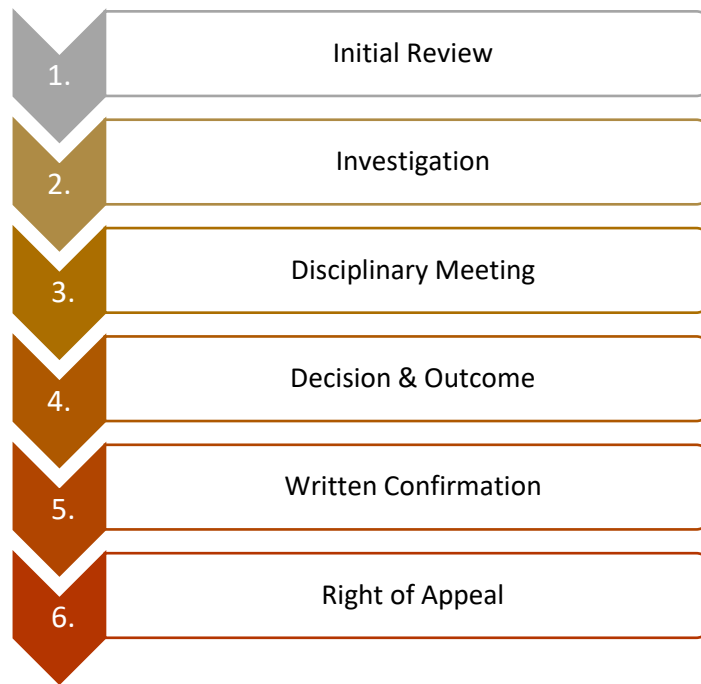 1. Initial Review
2. Investigation
3. Disciplinary Meeting
4. Decision & Outcome
5. Written Confirmation
6. Right of Appeal